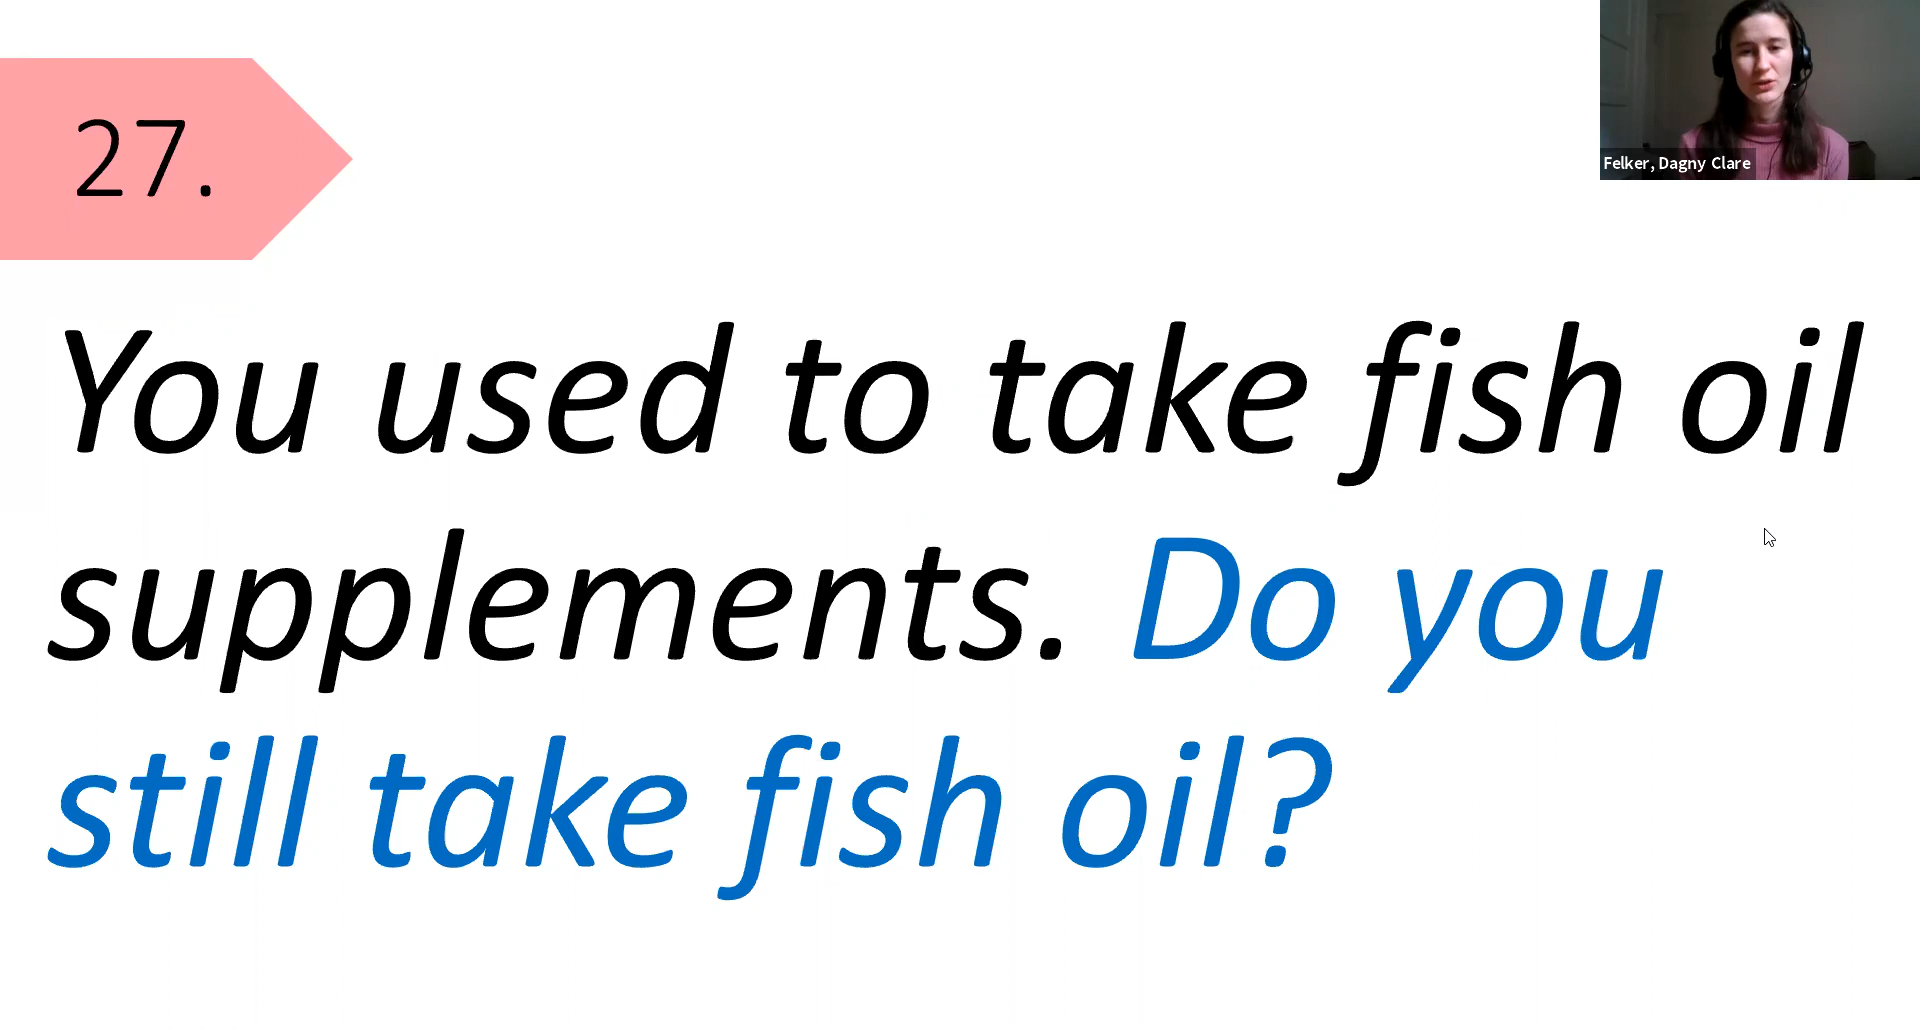 27.
Felker, Dagny Clare
You used to take fish oil
supplements. Do you
still take fish oil?